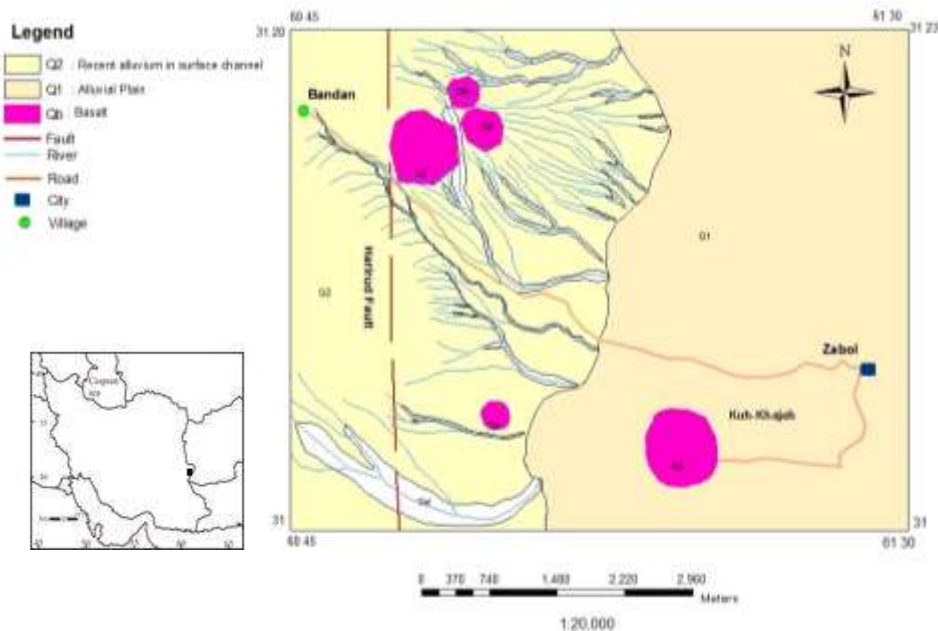 Legend
Q2 : Recent alluvium in surface channel
Q1 : Alluvial Plain
Qb : Basalt
Fault
River
Road
City
Village
60 45
61 30
31 20
31 23
N
Bandan
Harirud Fault
Q2
Q1
Zabol
Kuh-Khajeh
31
31
60 45
61 30
Caspian
sea
0 370 740 1,480 2,220 2,960
Meters
1:20,000